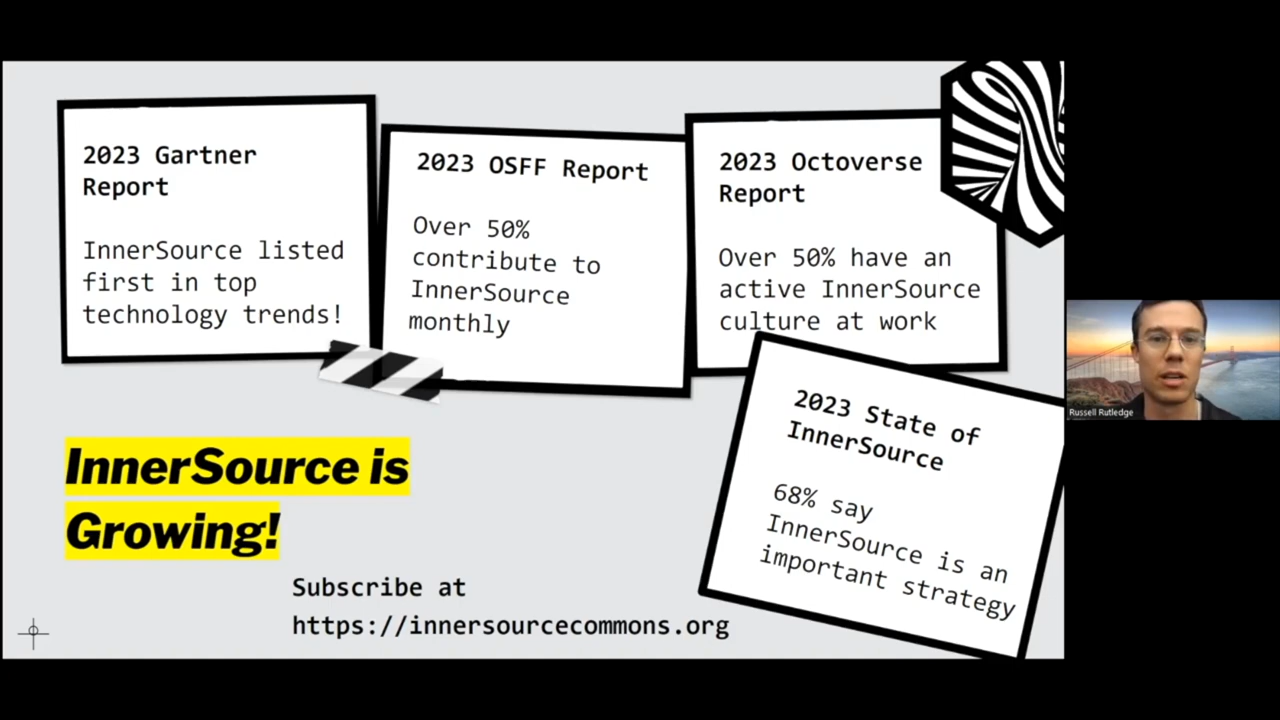 2023 Gartner
Report
InnerSource listed
first in top
technology trends!
2023 OSFF Report
Over 50%
contribute to
InnerSource
monthly
2023 Octoverse
Report
Over 50% have an
active InnerSource
culture at work
2023 State of
InnerSource
68% say
InnerSource is an
important strategy
InnerSource is
Growing!
Subscribe at
https://innersourcecommons.org
Russell Rutledge